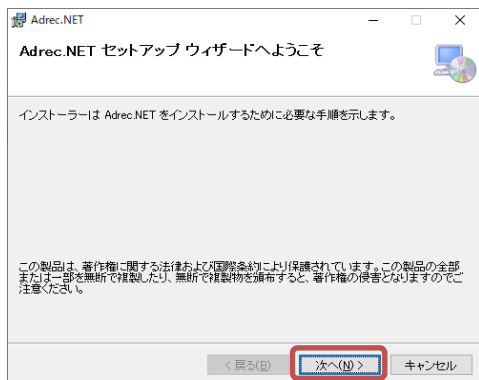 Adrec.NET
Adrec.NET セットアップ ウィザードへようこそ
インストーラーは Adrec.NET をインストールするために必要な手順を示します。
この製品は、著作権に関する法律および国際条約により保護されています。この製品の全部
または一部を無断で複製したり、無断で複製物を頒布すると、著作権の侵害となりますのでご
注意ください。
< 戻る(B)
次へ(N) >
キャンセル